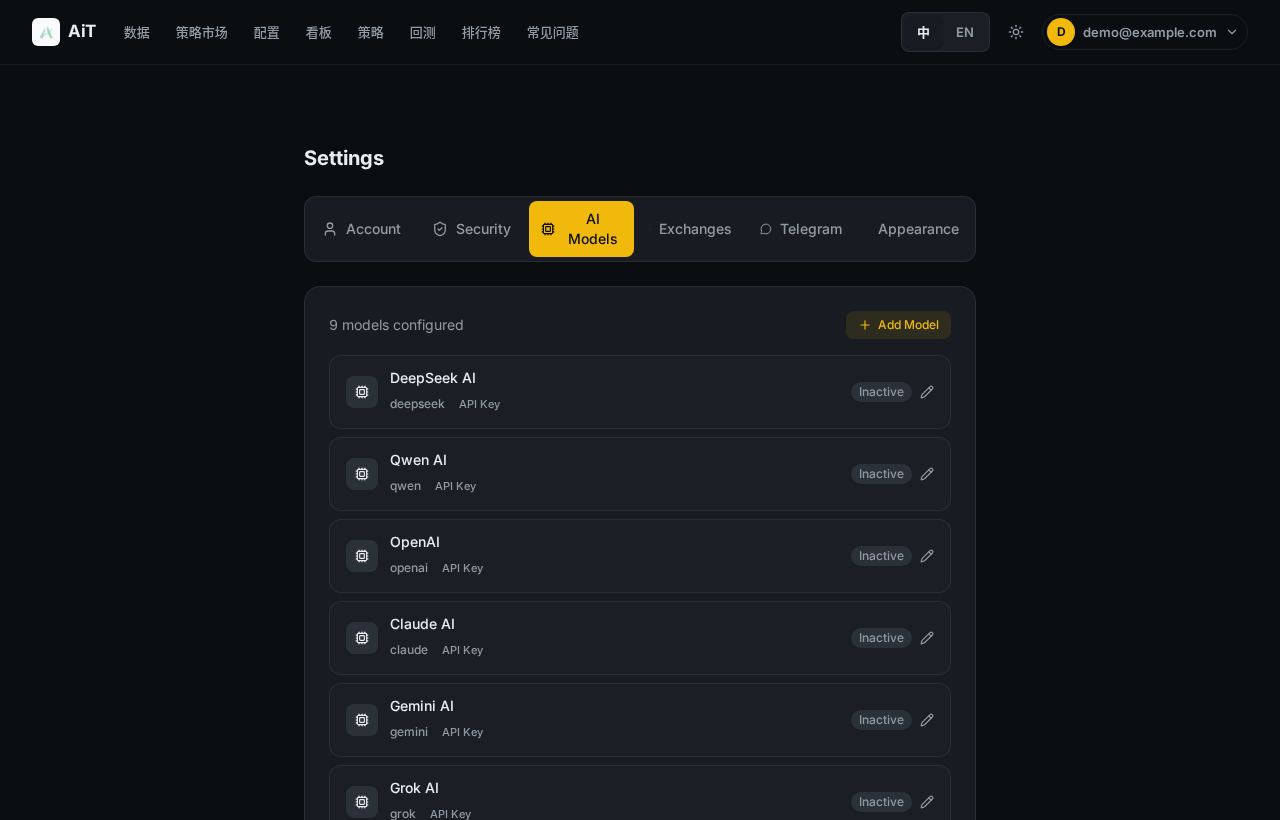 AiT 数据 策略市场 配置 看板 策略 回测 排行榜 常见问题 中 EN D demo@example.com
Settings
Account Security AI Models Exchanges Telegram Appearance
9 models configured Add Model
DeepSeek AI
deepseek API Key Inactive
Qwen AI
qwen API Key Inactive
OpenAI
openai API Key Inactive
Claude AI
claude API Key Inactive
Gemini AI
gemini API Key Inactive
Grok AI
grok API Key Inactive